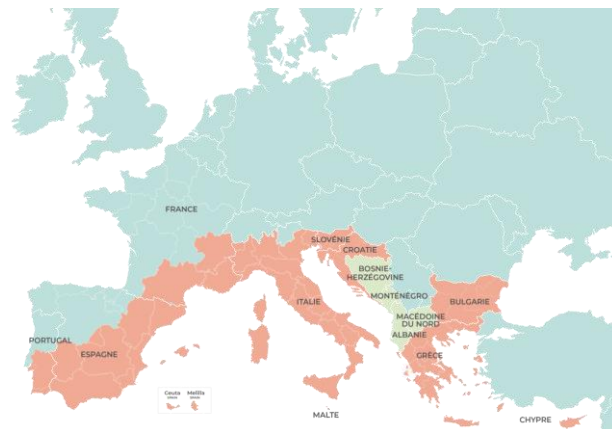 FRANCE
SLOVÉNIE
CROATIE
BOSNIE-
HERZÉGOVINE
MONTÉNÉGRO
ITALIE
BULGARIE
MACÉDOINE
DU NORD
ALBANIE
PORTUGAL
ESPAGNE
GRÈCE
Ceuta
Melilla
MALTE
CHYPRE